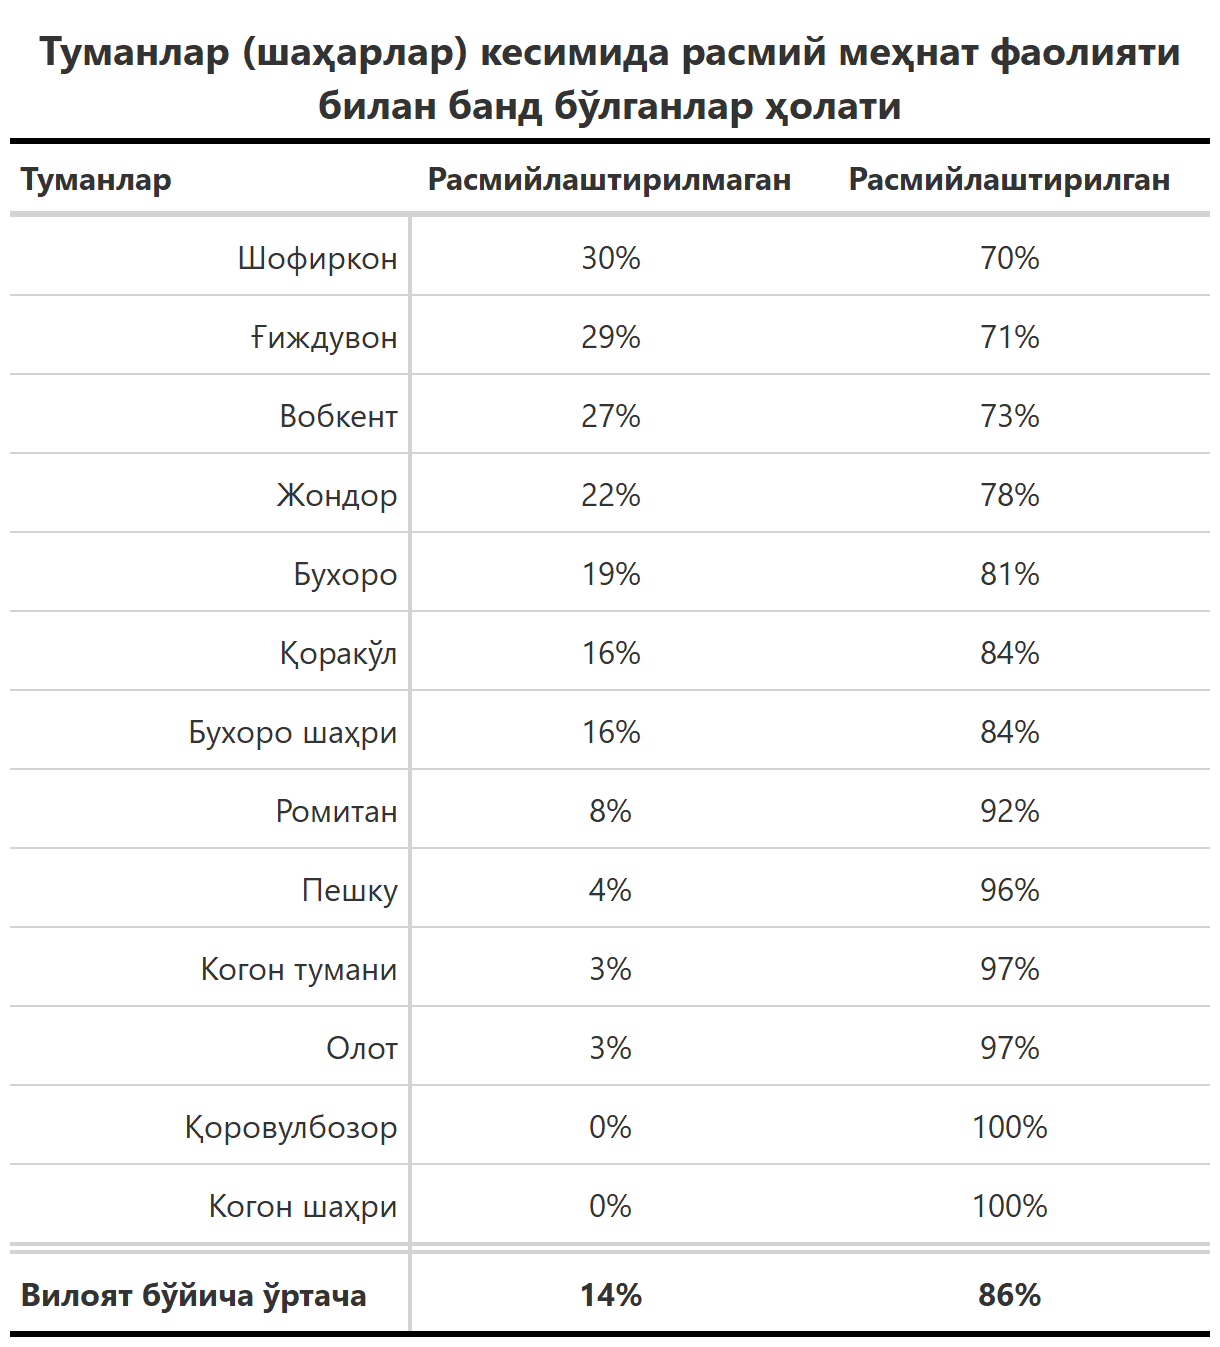 Туманлар (шаҳарлар) кесимида расмий меҳнат фаолияти
билан банд бўлганлар ҳолати
Туманлар Расмийлаштирилмаган Расмийлаштирилган
Шофиркон 30% 70%
Ғиждувон 29% 71%
Вобкент 27% 73%
Жондор 22% 78%
Бухоро 19% 81%
Қоракўл 16% 84%
Бухоро шаҳри 16% 84%
Ромитан 8% 92%
Пешку 4% 96%
Когон тумани 3% 97%
Олот 3% 97%
Қоровулбозор 0% 100%
Когон шаҳри 0% 100%
Вилоят бўйича ўртача 14% 86%